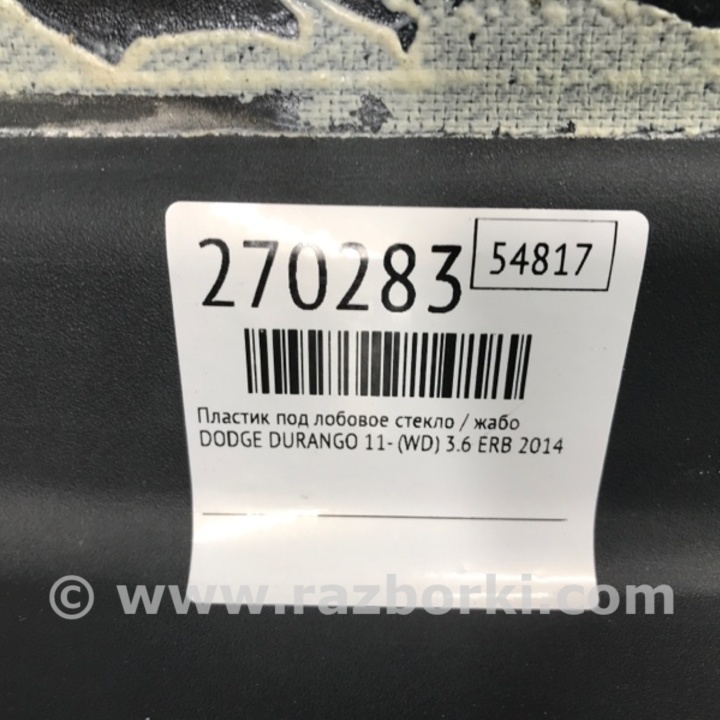 270283
54817
Пластик под лобовое стекло / жабо
DODGE DURANGO 11- (WD) 3.6 ERB 2014
© www.razborki.com